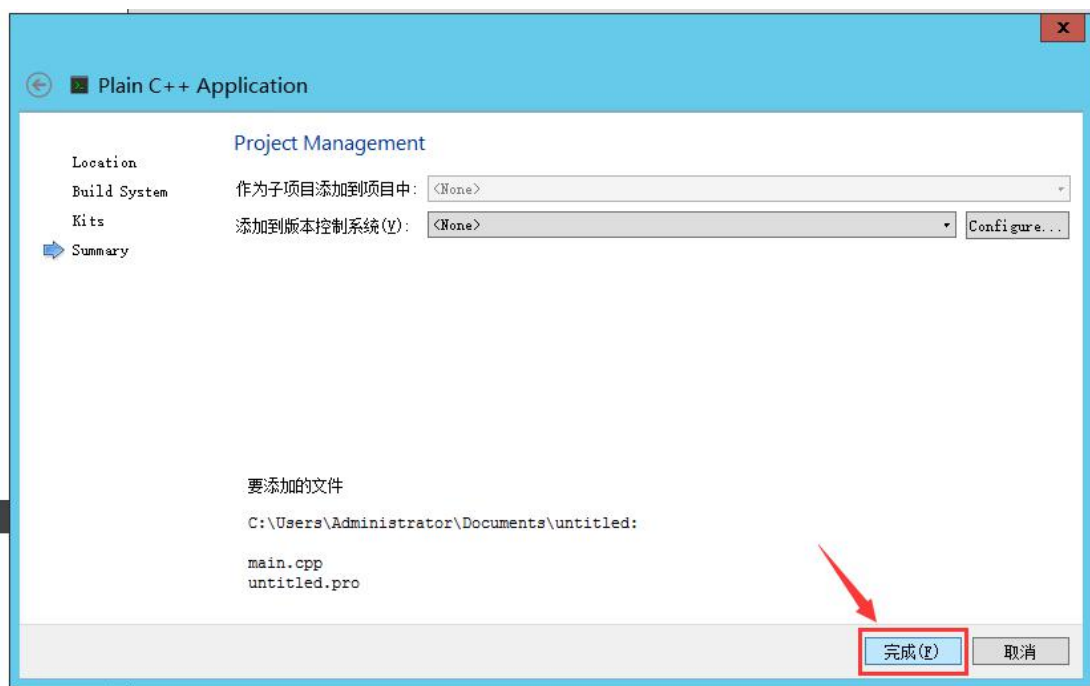 x
Plain C++ Application
Location
Build System
Kits
Summary
Project Management
作为子项目添加到项目中: <None>
添加到版本控制系统(V): <None> Configure...
要添加的文件
C:\Users\Administrator\Documents\untitled:
main.cpp
untitled.pro
完成(F) 取消